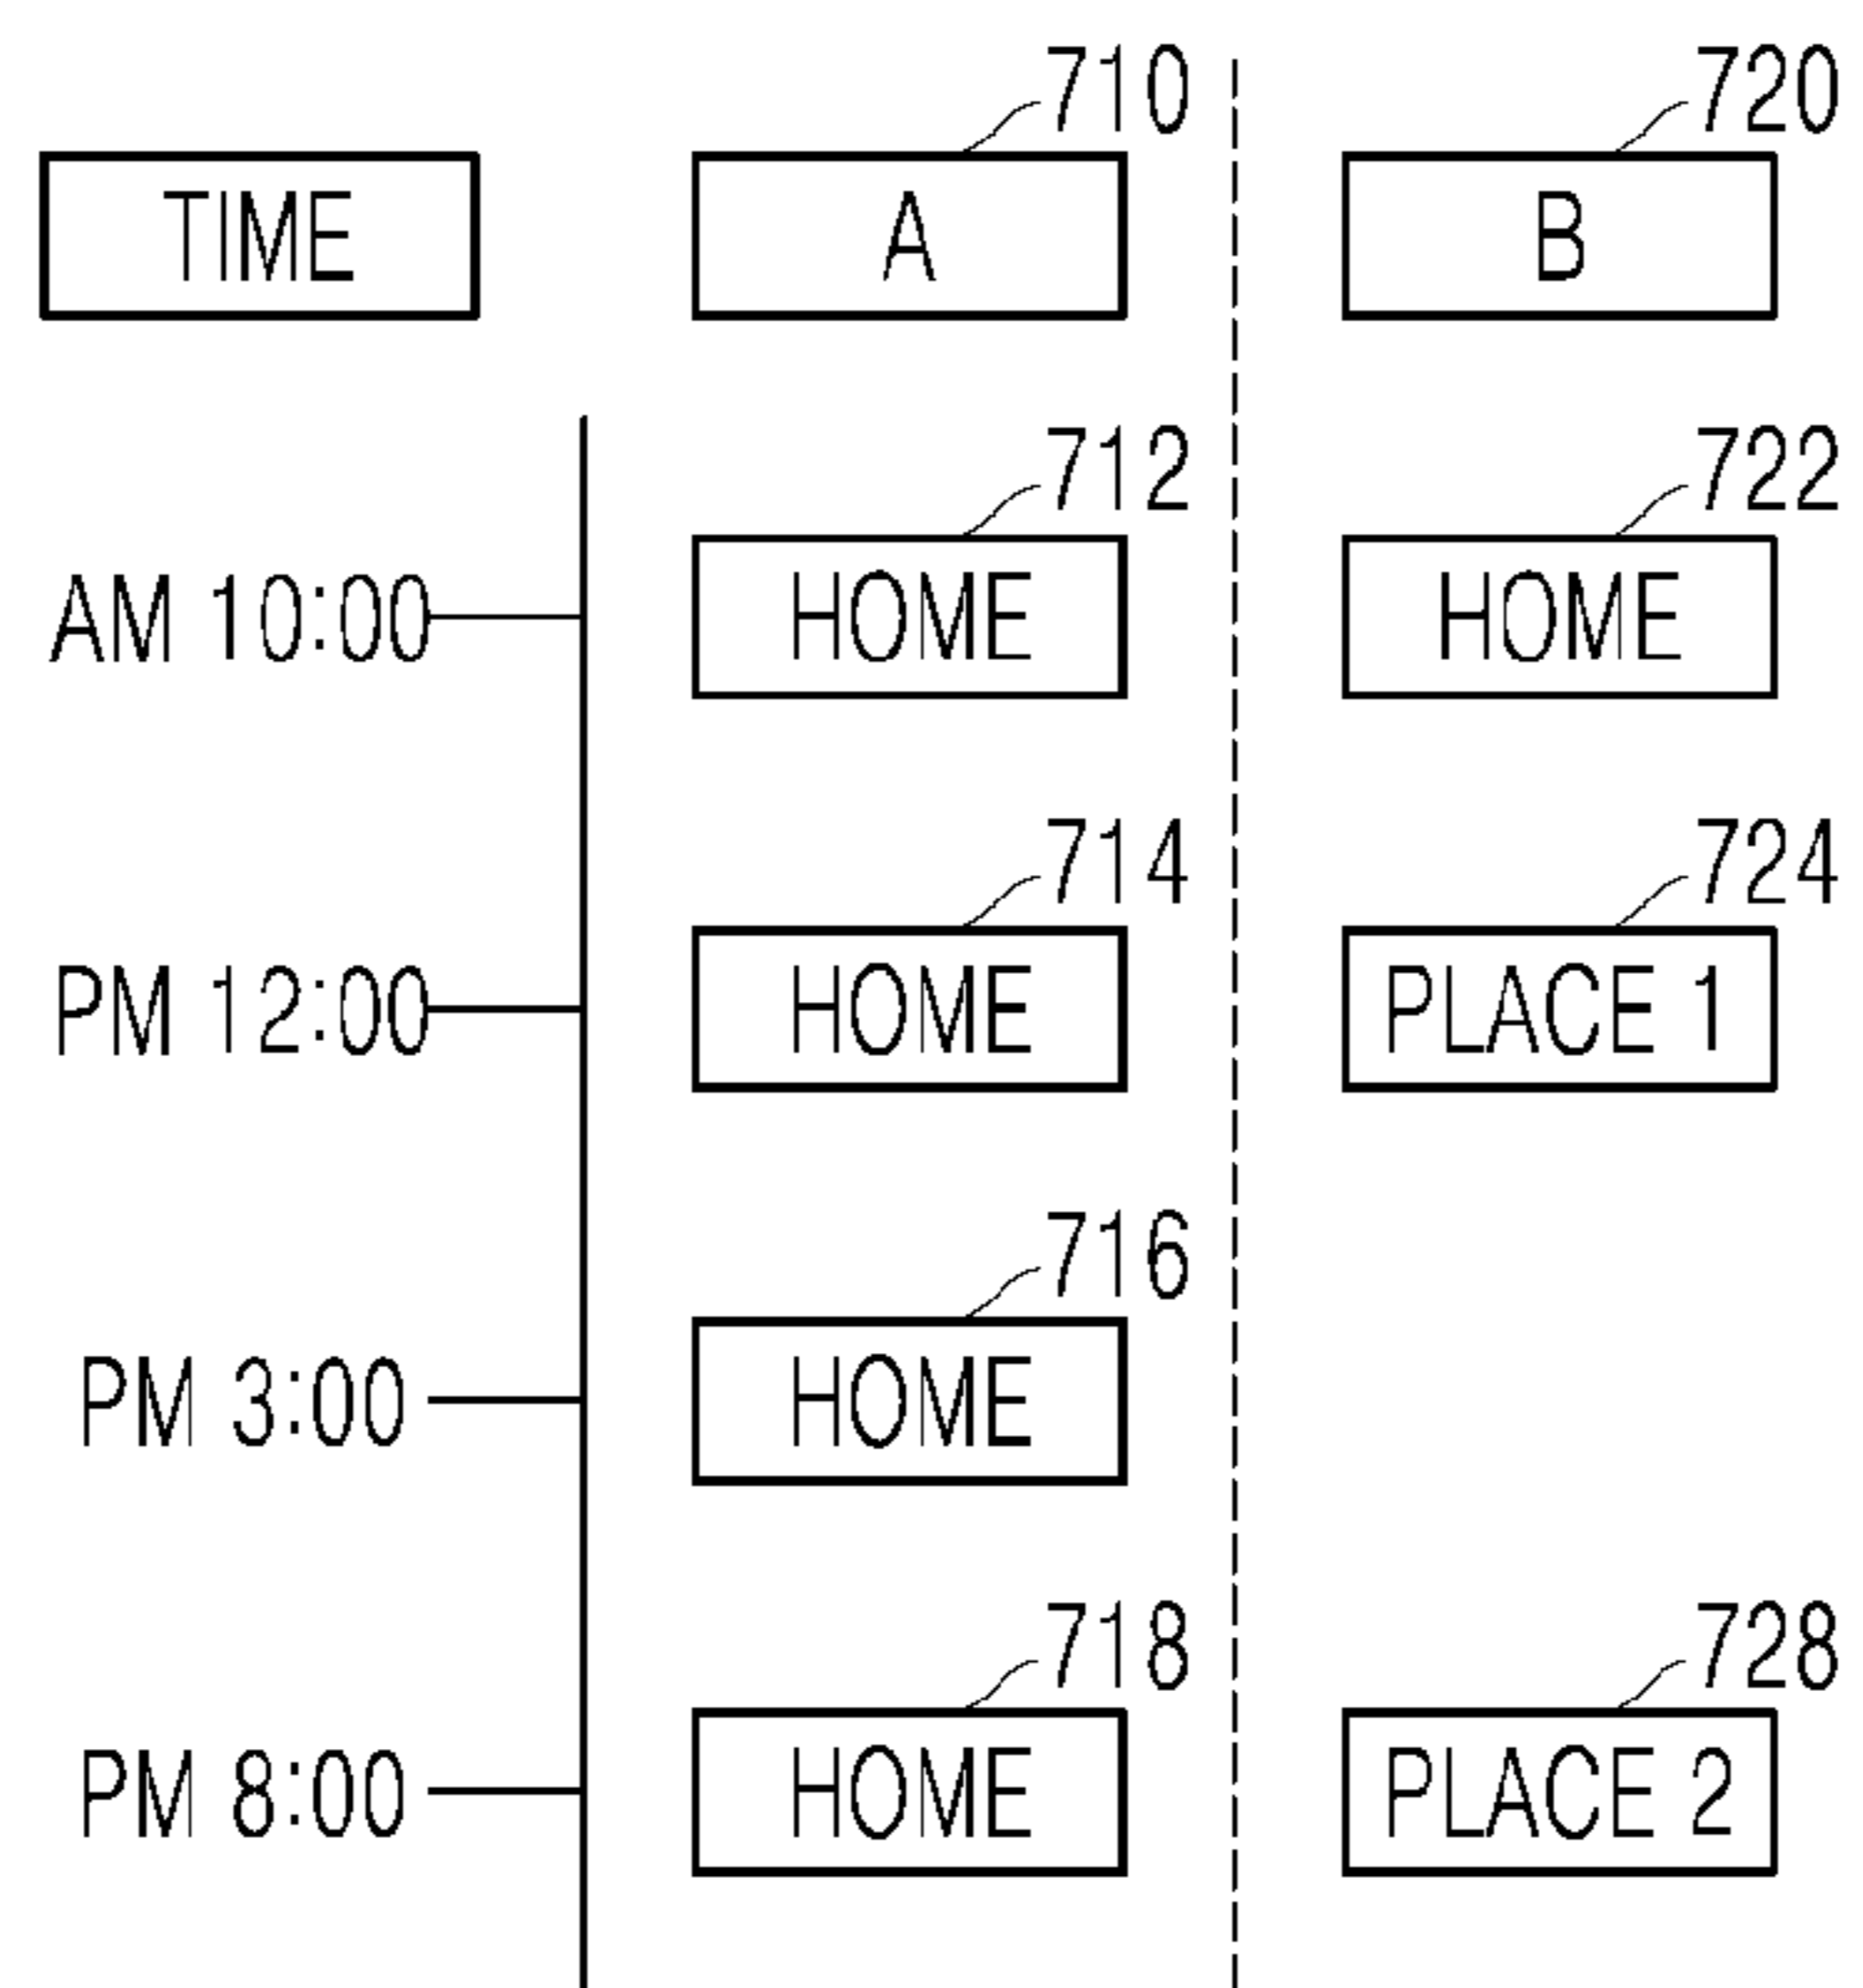 710 720
TIME A B
712 722
AM 10:00 HOME HOME
714 724
PM 12:00 HOME PLACE 1
716
PM 3:00 HOME
718 728
PM 8:00 HOME PLACE 2